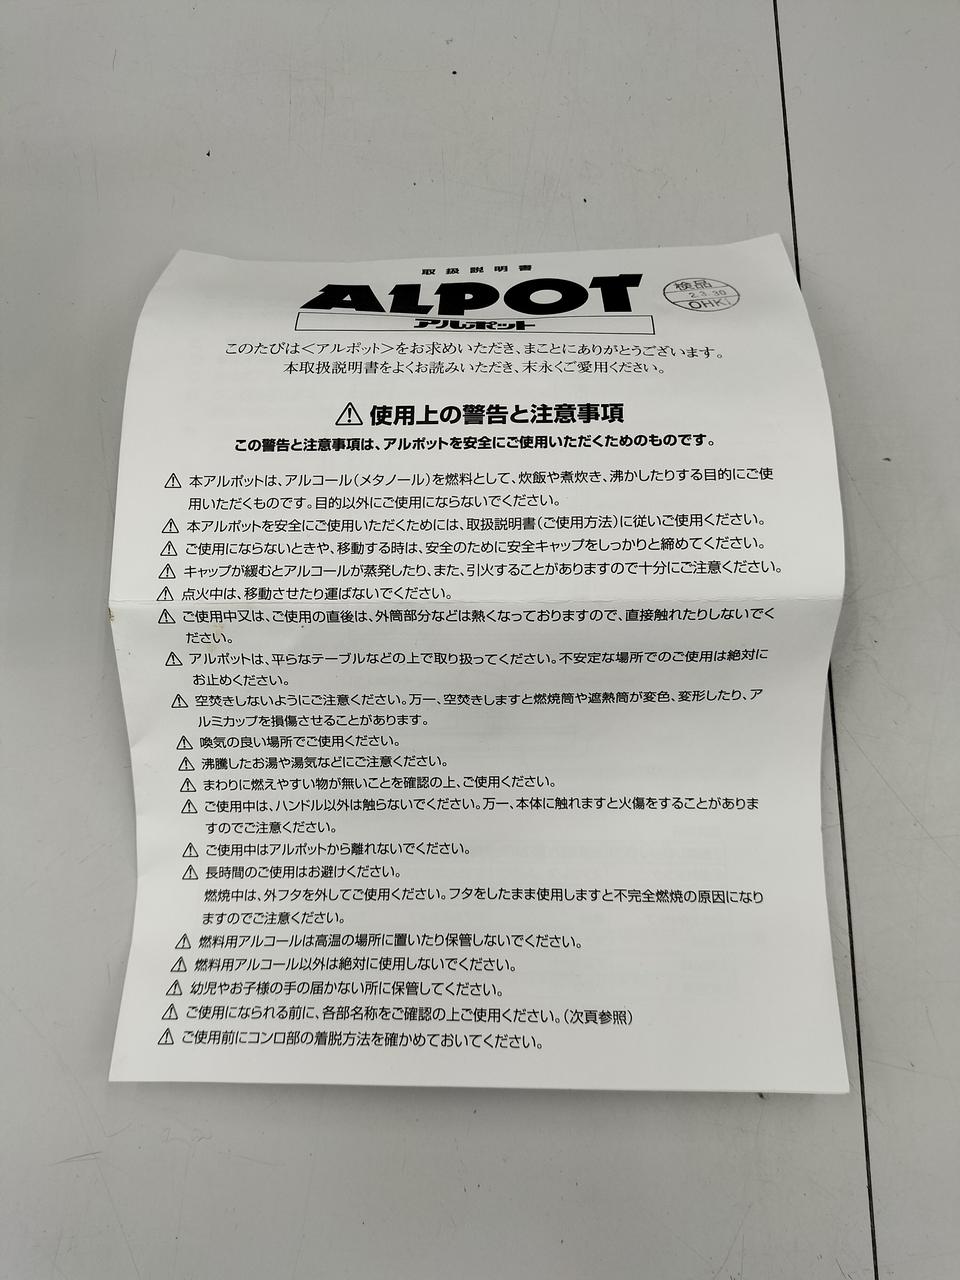 取扱説明書
ALPOT
アルポット
検品
2.3.30
OHKi
このたびは＜アルポット＞をお求めいただき、まことにありがとうございます。
本取扱説明書をよくお読みいただき、末永くご愛用ください。
⚠ 使用上の警告と注意事項
この警告と注意事項は、アルポットを安全にご使用いただくためのものです。
⚠ 本アルポットは、アルコール（メタノール）を燃料として、炊飯や煮炊き、沸かしたりする目的にご使
用いただくものです。目的以外にご使用にならないでください。
⚠ 本アルポットを安全にご使用いただくためには、取扱説明書（ご使用方法）に従いご使用ください。
⚠ ご使用にならないときや、移動する時は、安全のために安全キャップをしっかりと締めてください。
⚠ キャップが緩むとアルコールが蒸発したり、また、引火することがありますので十分にご注意ください。
⚠ 点火中は、移動させたり運ばないでください。
⚠ ご使用中又は、ご使用の直後は、外筒部分などは熱くなっておりますので、直接触れたりしないでく
ださい。
⚠ アルポットは、平らなテーブルなどの上で取り扱ってください。不安定な場所でのご使用は絶対に
お止めください。
⚠ 空焚きしないようにご注意ください。万一、空焚きしますと燃焼筒や遮熱筒が変色、変形したり、ア
ルミカップを損傷させることがあります。
⚠ 喚気の良い場所でご使用ください。
⚠ 沸騰したお湯や湯気などにご注意ください。
⚠ まわりに燃えやすい物が無いことを確認の上、ご使用ください。
⚠ ご使用中は、ハンドル以外は触らないでください。万一、本体に触れますと火傷をすることがありま
すのでご注意ください。
⚠ ご使用中はアルポットから離れないでください。
⚠ 長時間のご使用はお避けください。
燃焼中は、外フタを外してご使用ください。フタをしたまま使用しますと不完全燃焼の原因になり
ますのでご注意ください。
⚠ 燃料用アルコールは高温の場所に置いたり保管しないでください。
⚠ 燃料用アルコール以外は絶対に使用しないでください。
⚠ 幼児やお子様の手の届かない所に保管してください。
⚠ ご使用になられる前に、各部名称をご確認の上ご使用ください。（次頁参照）
⚠ ご使用前にコンロ部の着脱方法を確かめておいてください。